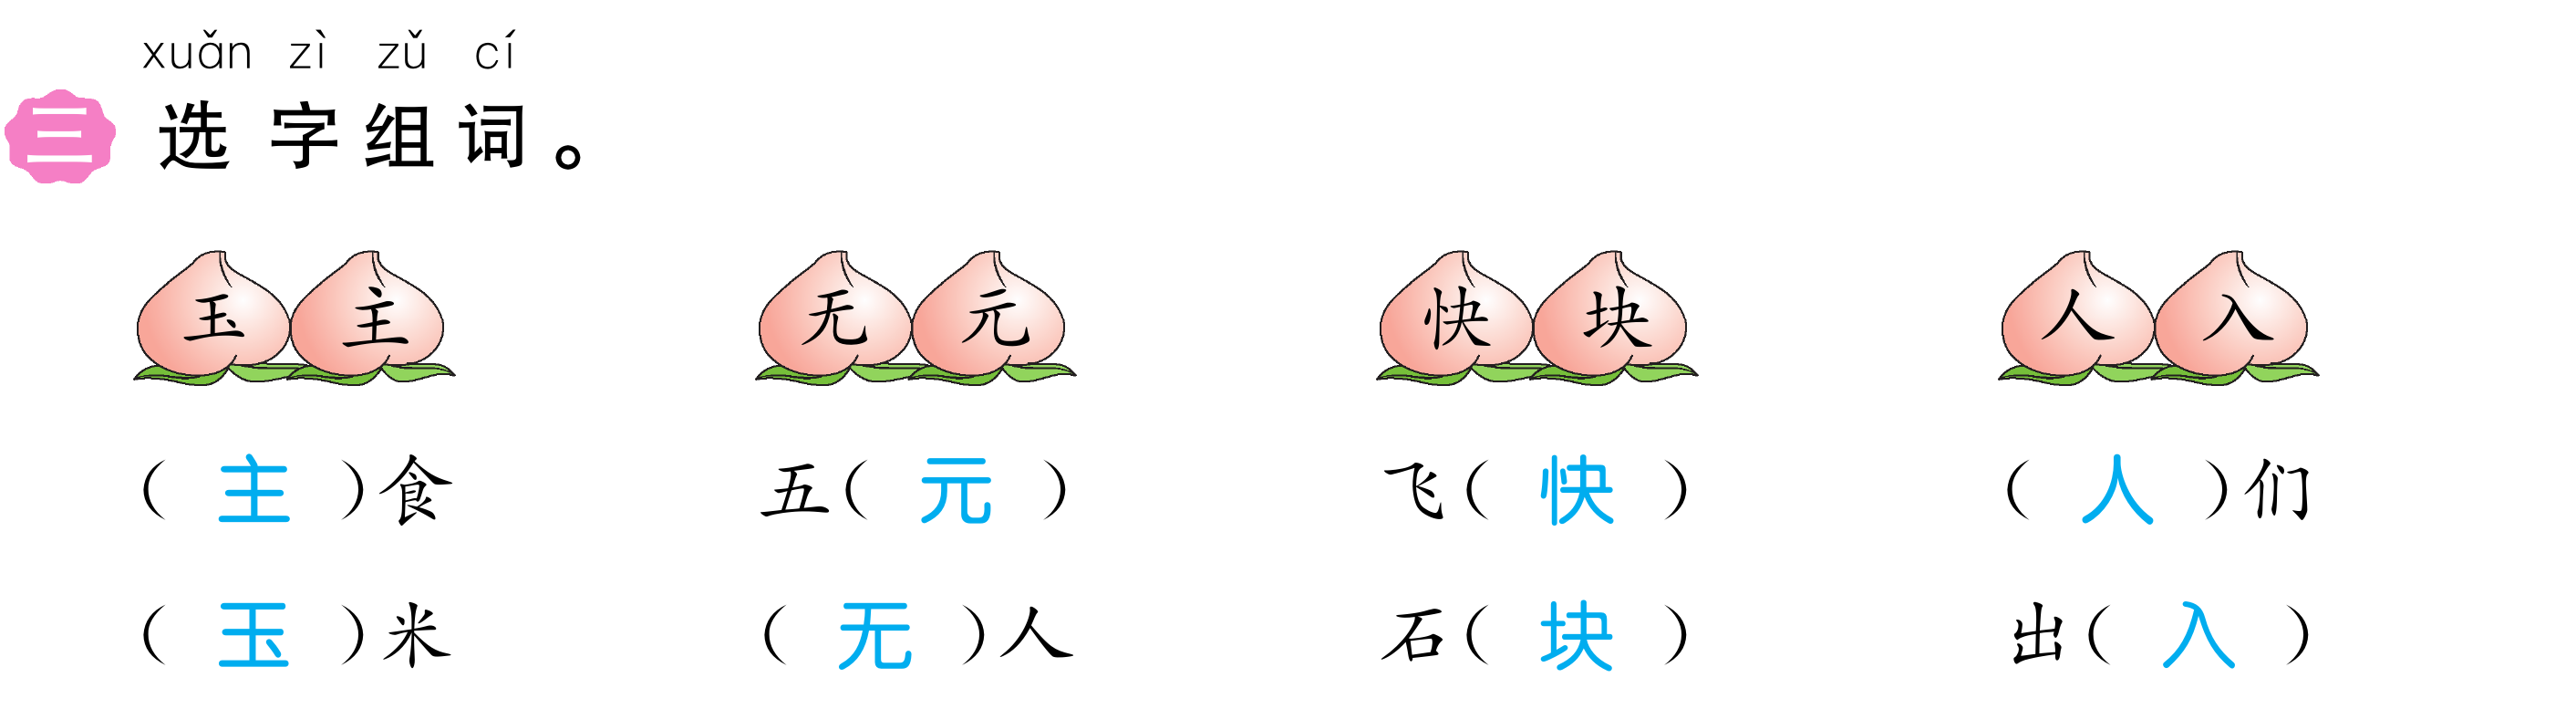 xuǎn zì zǔ cí
三 选字组词。
玉 主 无 元 快 块 人 入
（ 主 ）食 五（ 元 ） 飞（ 快 ） （ 人 ）们
（ 玉 ）米 （ 无 ）人 石（ 块 ） 出（ 入 ）